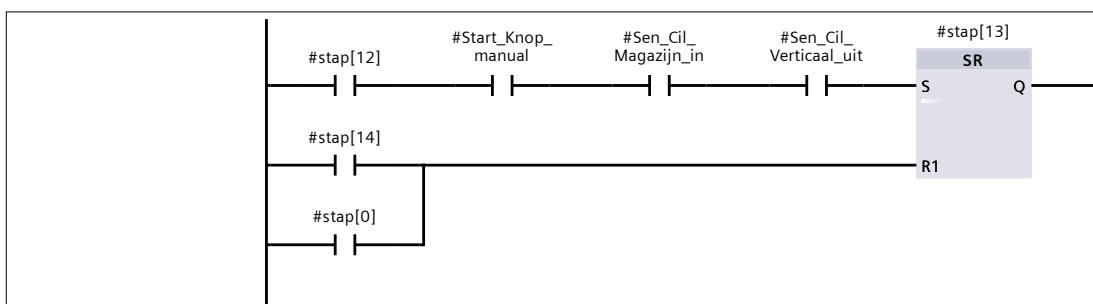 #stap[12]
#Start_Knop_
manual
#Sen_Cil_
Magazijn_in
#Sen_Cil_
Verticaal_uit
#stap[13]
SR
S
Q
#stap[14]
R1
#stap[0]